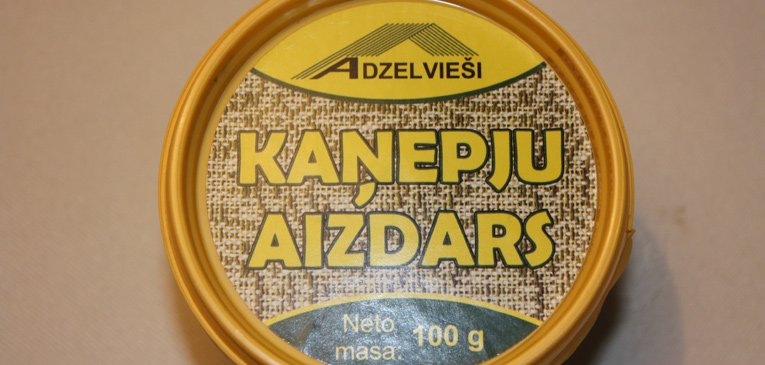 ADZELVIEŠI
KAŅEPJU
AIZDARS
Neto
masa: 100 g